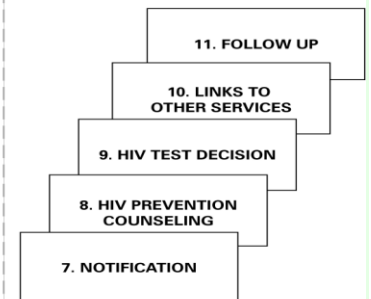 11. FOLLOW UP
10. LINKS TO
OTHER SERVICES
9. HIV TEST DECISION
8. HIV PREVENTION
COUNSELING
7. NOTIFICATION